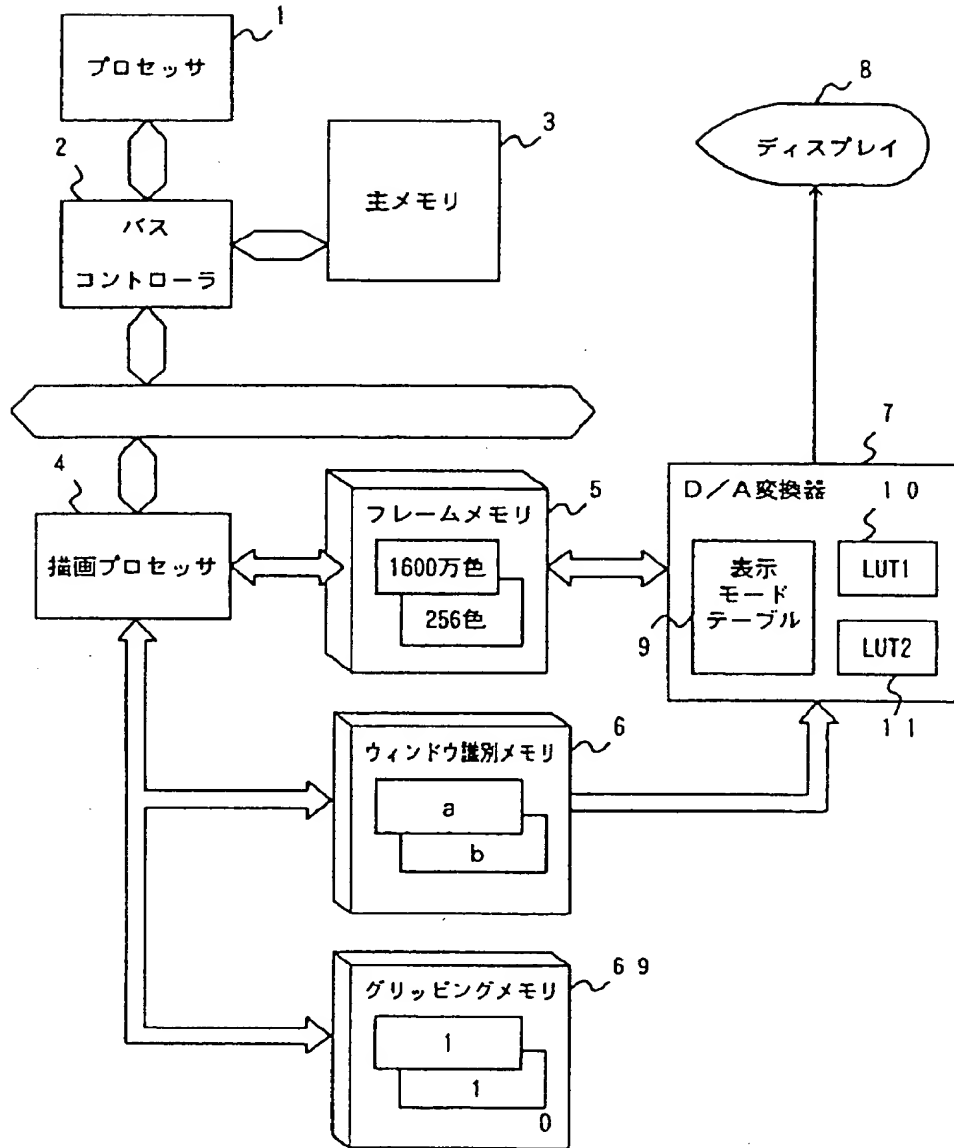 1
プロセッサ
2
バス
コントローラ
3
主メモリ
8
ディスプレイ
4
描画プロセッサ
5
フレームメモリ
1600万色
256色
7
D/A変換器
10
表示
モード
テーブル
9
LUT1
LUT2
11
6
ウィンドウ識別メモリ
a
b
69
グリッピングメモリ
1
1
0